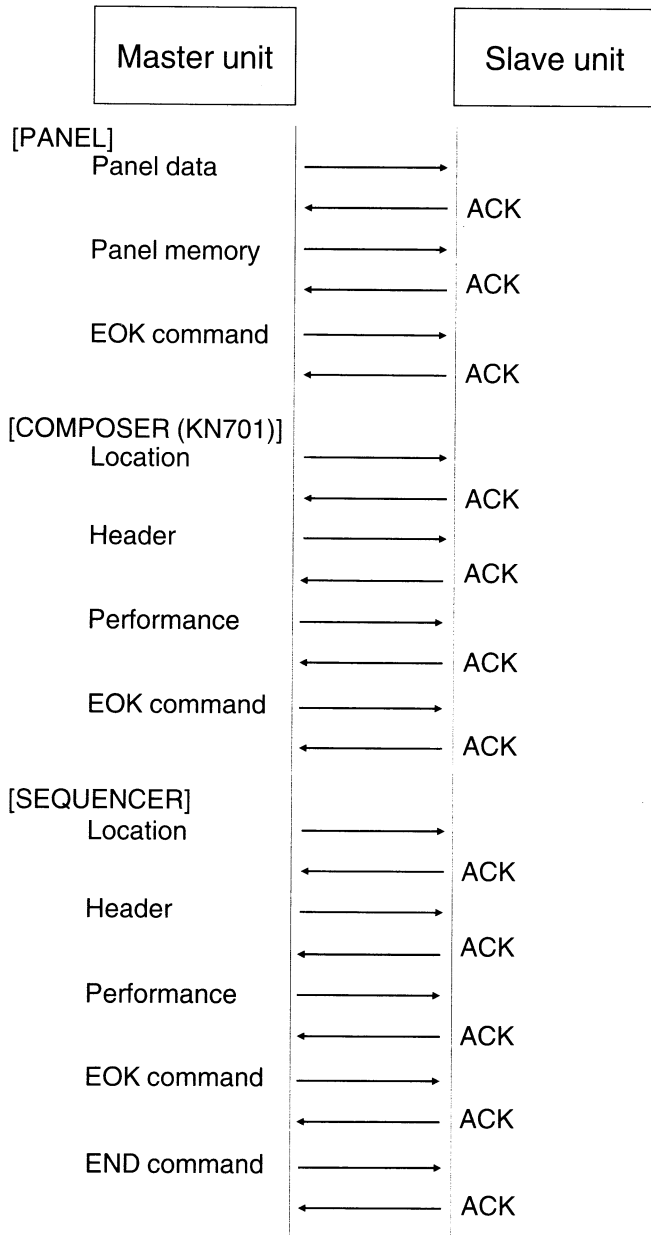 Master unit
Slave unit
[PANEL]
Panel data
ACK
Panel memory
ACK
EOK command
ACK
[COMPOSER (KN701)]
Location
ACK
Header
ACK
Performance
ACK
EOK command
ACK
[SEQUENCER]
Location
ACK
Header
ACK
Performance
ACK
EOK command
ACK
END command
ACK